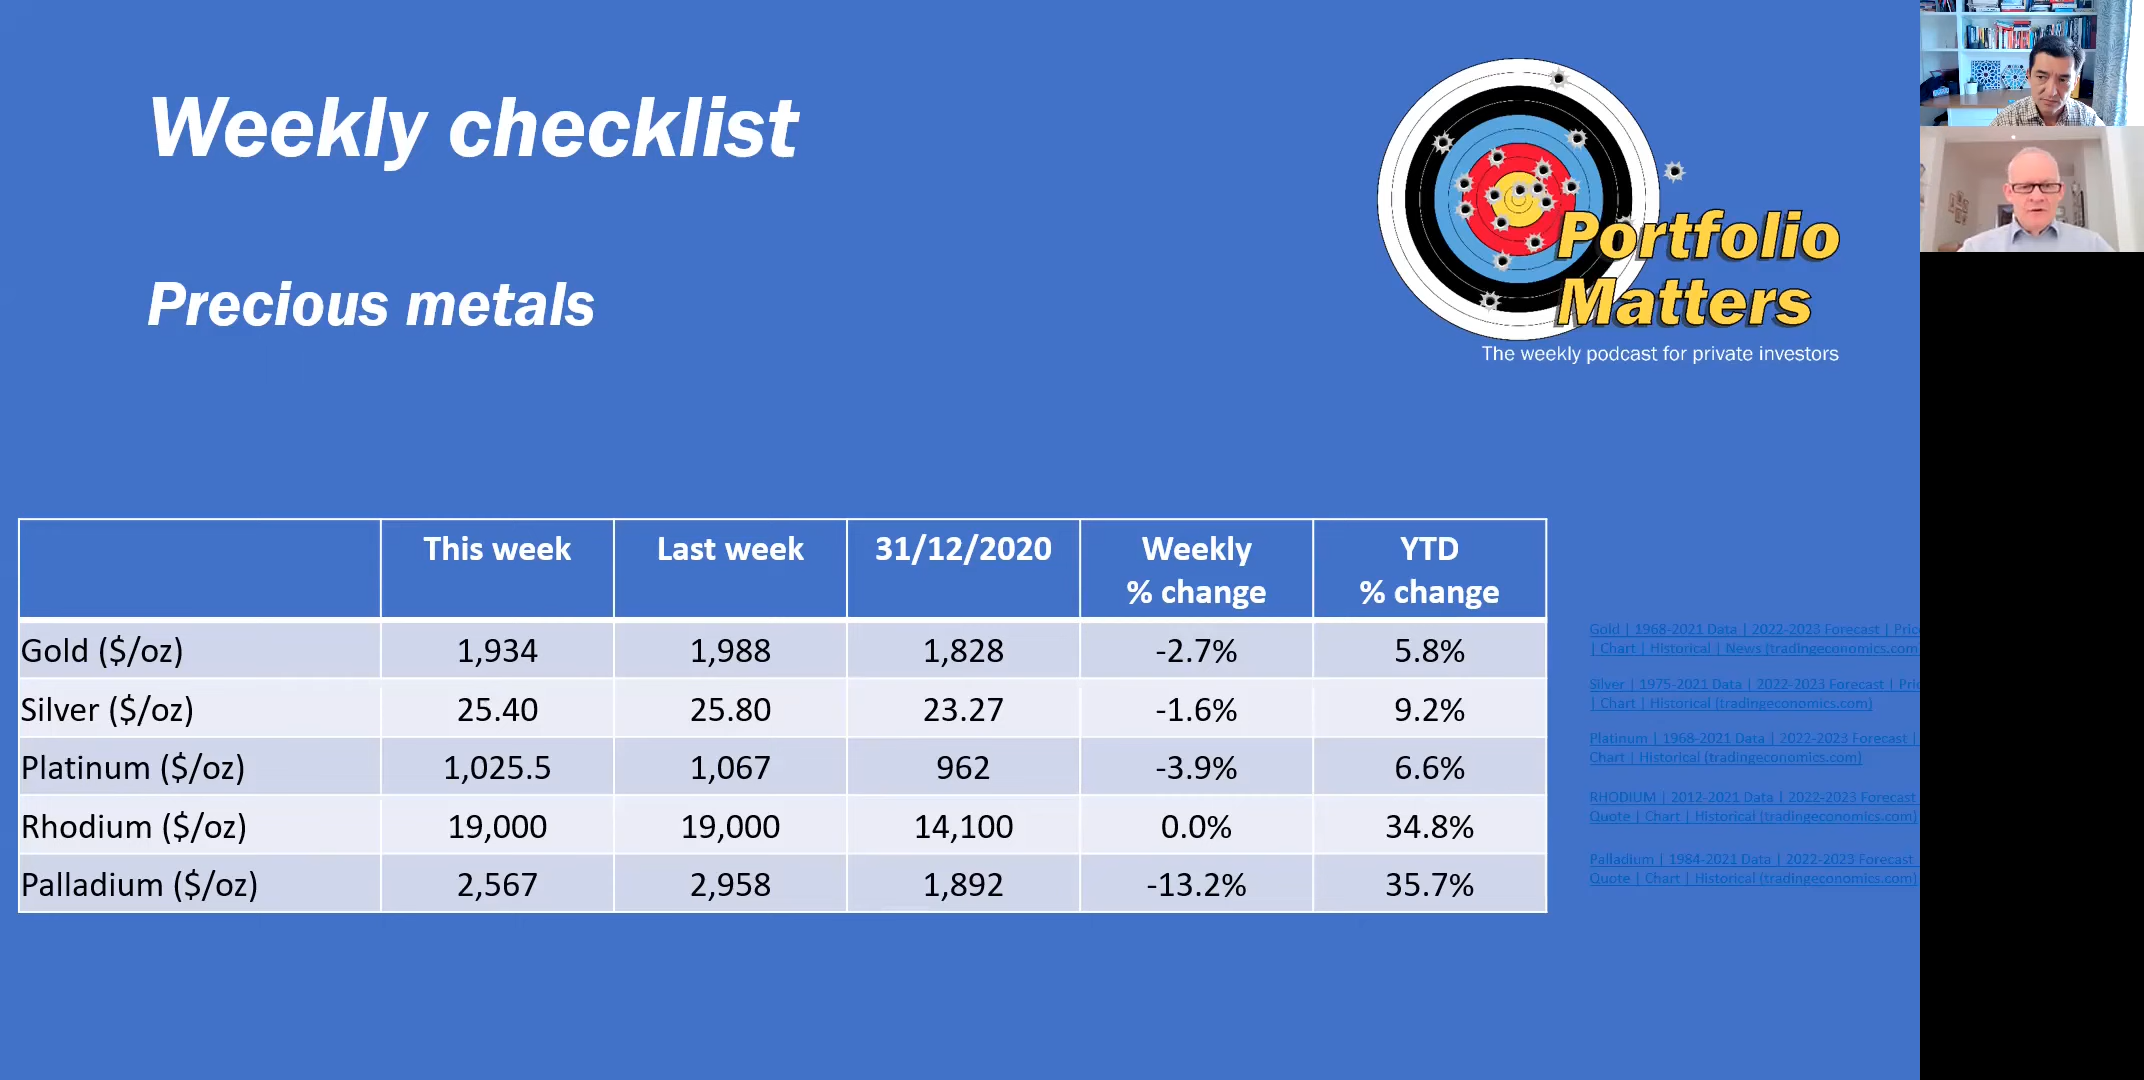 Weekly checklist
Precious metals
Portfolio
Matters
The weekly podcast for private investors
This week Last week 31/12/2020 Weekly % change YTD % change
Gold ($/oz) 1,934 1,988 1,828 -2.7% 5.8%
Silver ($/oz) 25.40 25.80 23.27 -1.6% 9.2%
Platinum ($/oz) 1,025.5 1,067 962 -3.9% 6.6%
Rhodium ($/oz) 19,000 19,000 14,100 0.0% 34.8%
Palladium ($/oz) 2,567 2,958 1,892 -13.2% 35.7%
Gold | 1968-2021 Data | 2022-2023 Forecast |
| Chart | Historical | News (tradingeconomics.com
Silver | 1975-2021 Data | 2022-2023 Forecast |
| Chart | Historical (tradingeconomics.com)
Platinum | 1968-2021 Data | 2022-2023 Forecast |
Chart | Historical (tradingeconomics.com)
RHODIUM | 2012-2021 Data | 2022-2023 Forecast
Quote | Chart | Historical (tradingeconomics.com)
Palladium | 1984-2021 Data | 2022-2023 Forecast
Quote | Chart | Historical (tradingeconomics.com)